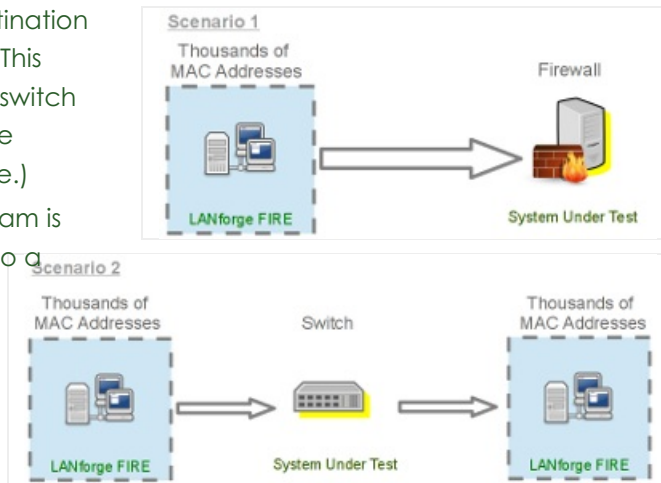 tination
This
switch
e
e.)
am is
o a
Scenario 1
Thousands of
MAC Addresses
Firewall
LANforge FIRE
System Under Test
Scenario 2
Thousands of
MAC Addresses
Switch
Thousands of
MAC Addresses
LANforge FIRE
System Under Test
LANforge FIRE